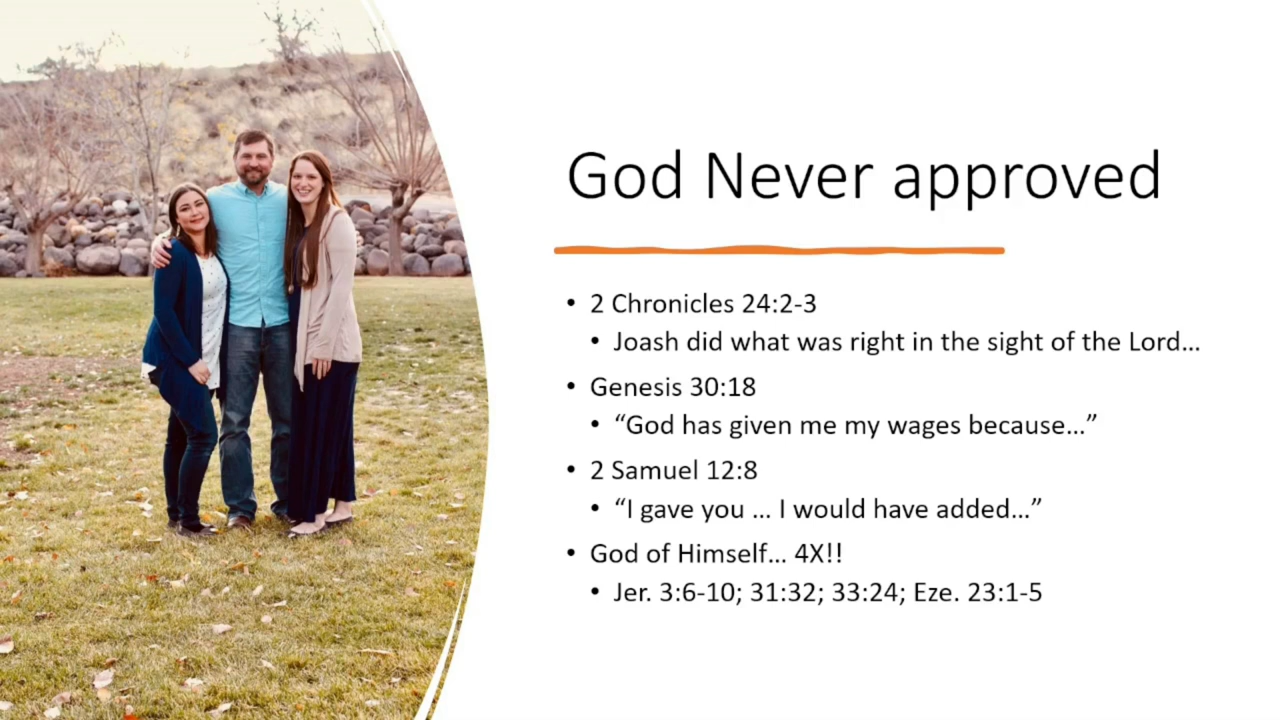 God Never approved
• 2 Chronicles 24:2-3
• Joash did what was right in the sight of the Lord…
• Genesis 30:18
• “God has given me my wages because…”
• 2 Samuel 12:8
• “I gave you … I would have added…”
• God of Himself… 4X!!
• Jer. 3:6-10; 31:32; 33:24; Eze. 23:1-5